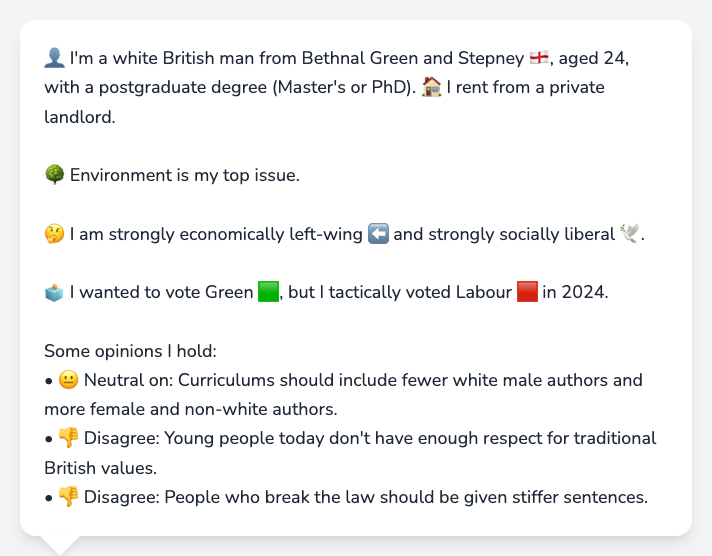 👤 I'm a white British man from Bethnal Green and Stepney 🏴󠁧󠁢󠁥󠁮󠁧󠁿, aged 24,
with a postgraduate degree (Master's or PhD). 🏠 I rent from a private
landlord.
🌳 Environment is my top issue.
🤔 I am strongly economically left-wing ⬅️ and strongly socially liberal 🕊️.
🗳️ I wanted to vote Green 🟩, but I tactically voted Labour 🟥 in 2024.
Some opinions I hold:
• 😐 Neutral on: Curriculums should include fewer white male authors and
more female and non-white authors.
• 👎 Disagree: Young people today don't have enough respect for traditional
British values.
• 👎 Disagree: People who break the law should be given stiffer sentences.